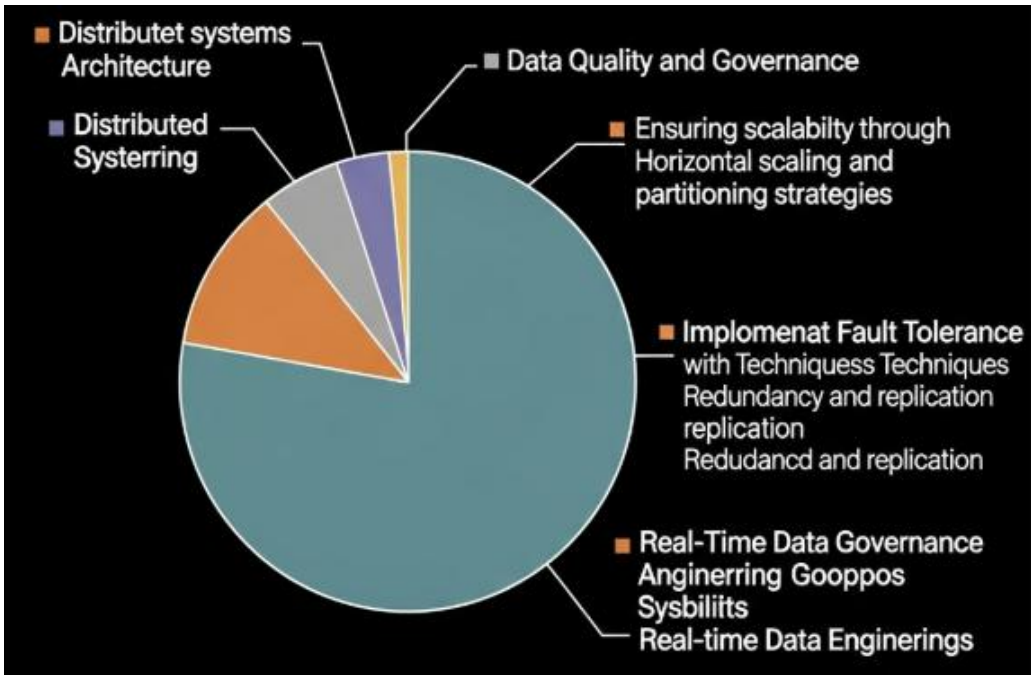 Distributet systems
Architecture
Data Quality and Governance
Distributed
Systerring
Ensuring scalabilty through
Horizontal scaling and
partitioning strategies
Implomenat Fault Tolerance
with Techniquess Techniques
Redundancy and replication
replication
Redudancd and replication
Real-Time Data Governance
Anginerring Gooppos
Sysbiliitts
Real-time Data Enginerings